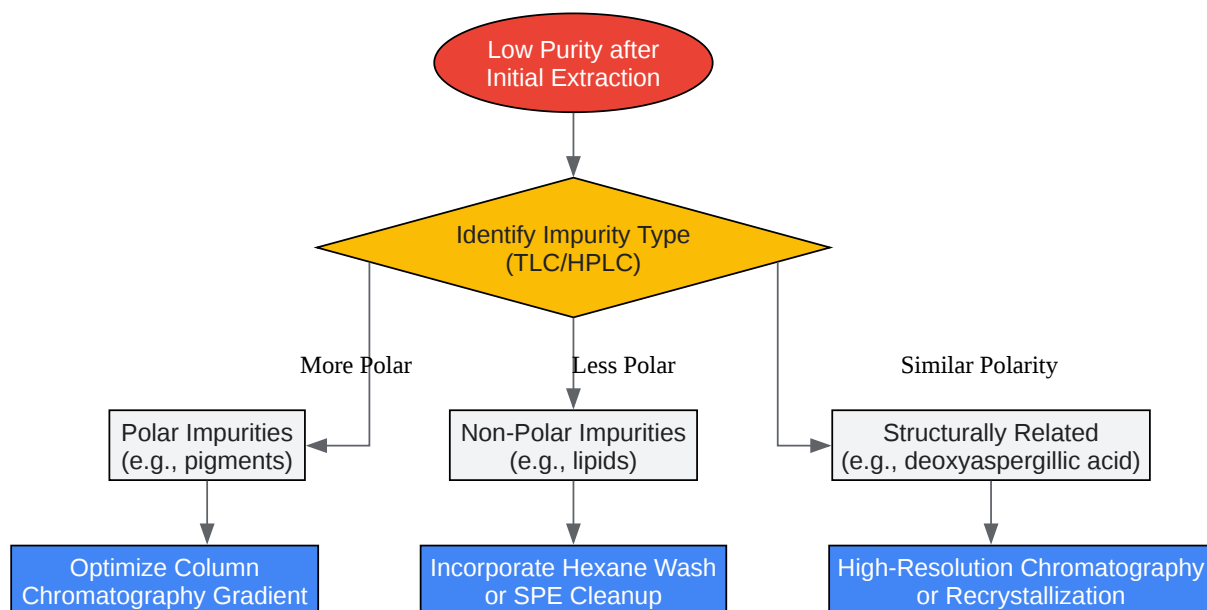 Low Purity after
Initial Extraction
Identify Impurity Type
(TLC/HPLC)
More Polar
Less Polar
Similar Polarity
Polar Impurities
(e.g., pigments)
Non-Polar Impurities
(e.g., lipids)
Structurally Related
(e.g., deoxyaspergillic acid)
Optimize Column
Chromatography Gradient
Incorporate Hexane Wash
or SPE Cleanup
High-Resolution Chromatography
or Recrystallization